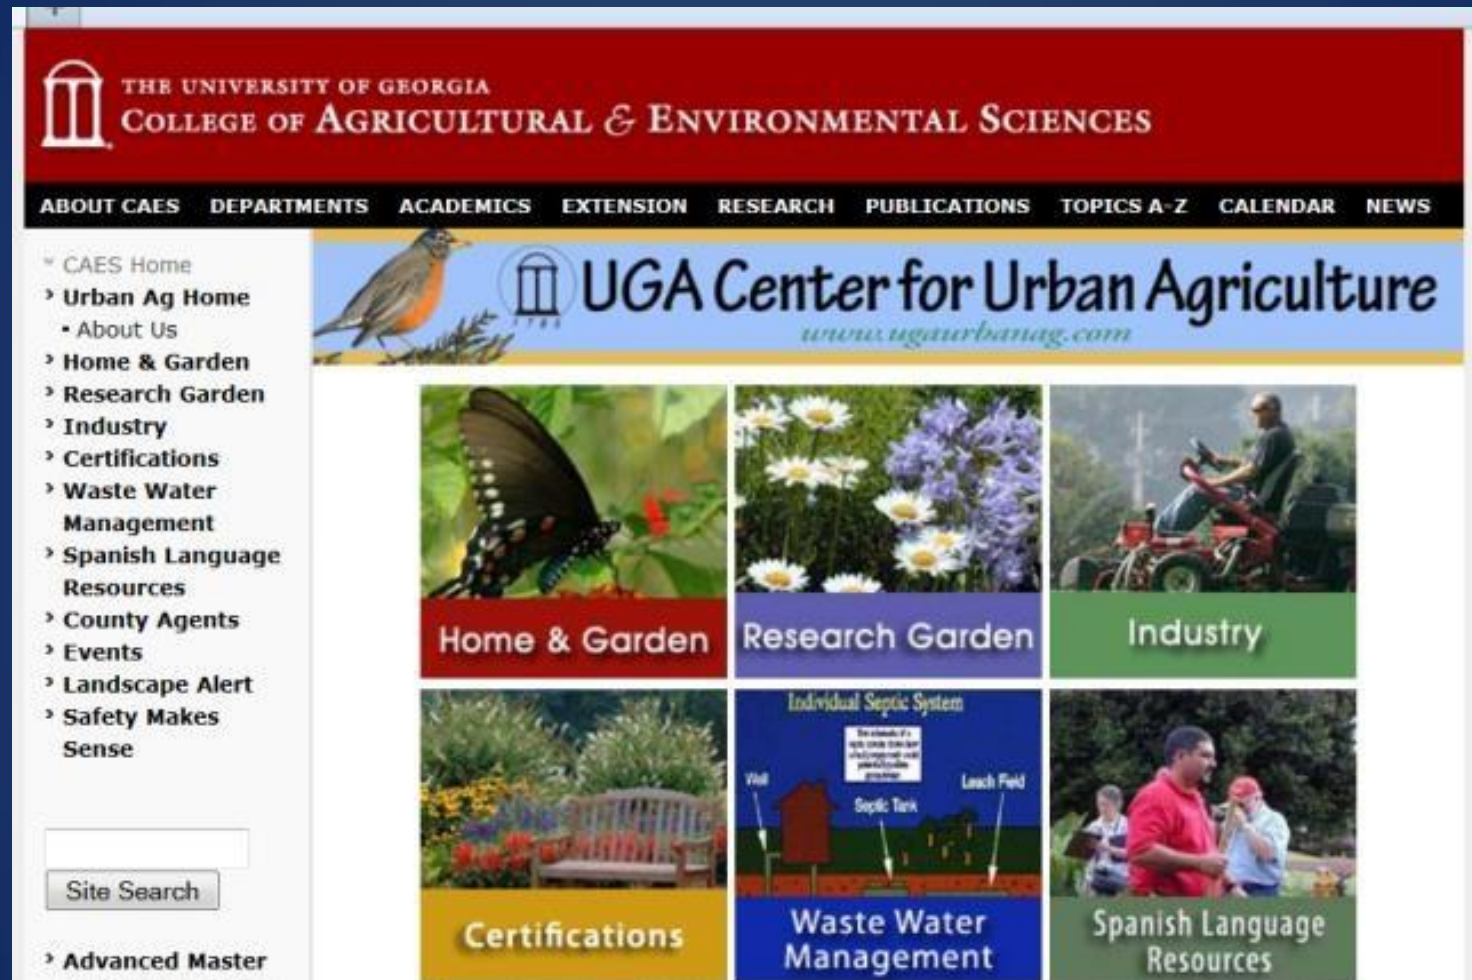 THE UNIVERSITY OF GEORGIA
COLLEGE OF AGRICULTURAL & ENVIRONMENTAL SCIENCES
ABOUT CAES DEPARTMENTS ACADEMICS EXTENSION RESEARCH PUBLICATIONS TOPICS A-Z CALENDAR NEWS
CAES Home
Urban Ag Home
About Us
Home & Garden
Research Garden
Industry
Certifications
Waste Water
Management
Spanish Language
Resources
County Agents
Events
Landscape Alert
Safety Makes
Sense
Site Search
Advanced Master
UGA Center for Urban Agriculture
1785
www.ugaurbanag.com
Home & Garden
Research Garden
Industry
Certifications
Individual Septic System
Well
Septic Tank
Leach Field
Waste Water
Management
Spanish Language
Resources